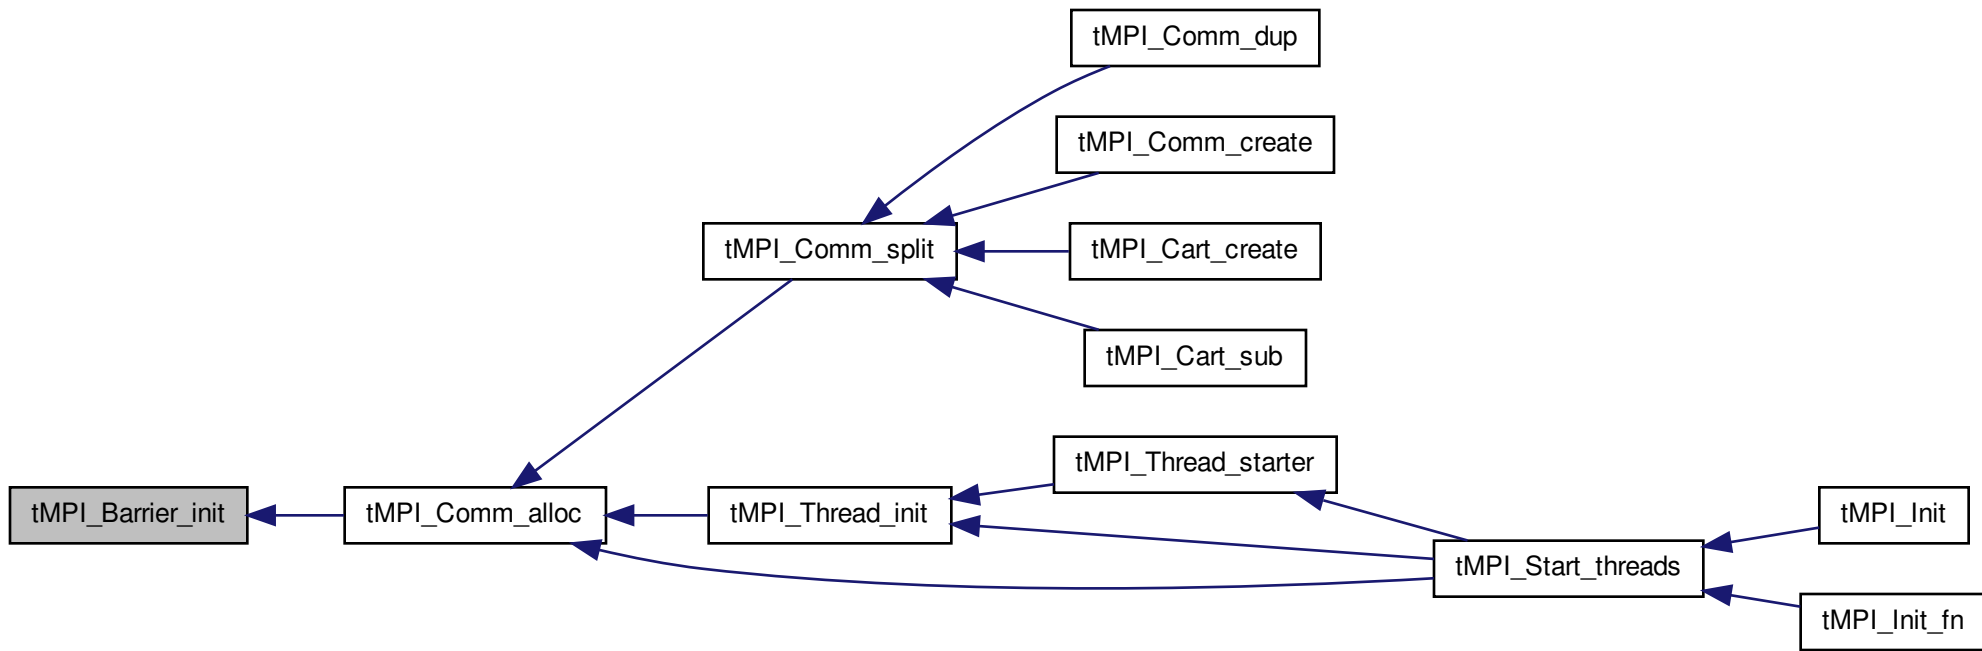 tMPI_Comm_dup
tMPI_Comm_create
tMPI_Comm_split
tMPI_Cart_create
tMPI_Cart_sub
tMPI_Thread_starter
tMPI_Barrier_init
tMPI_Comm_alloc
tMPI_Thread_init
tMPI_Init
tMPI_Start_threads
tMPI_Init_fn